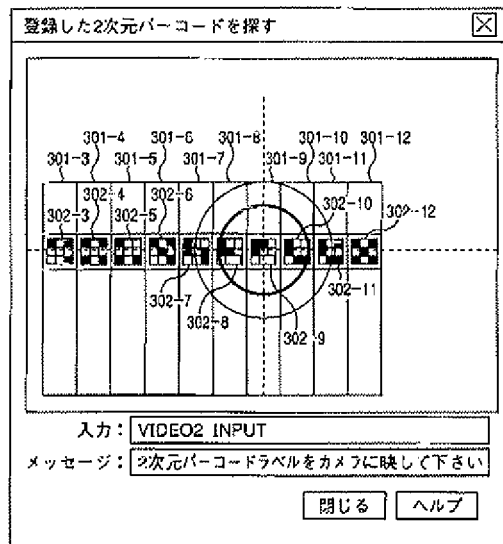 登録した2次元バーコードを探す
301-4 301-6 301-8 301-10 301-12
301-3 301-5 301-7 301-9 301-11
302-4 302-6 302-10
302-3 302-5 302-12
302-7 302-11
302-8 302-9
入力： VIDEO2 INPUT
メッセージ： 2次元バーコードラベルをカメラに映して下さい
閉じる ヘルプ